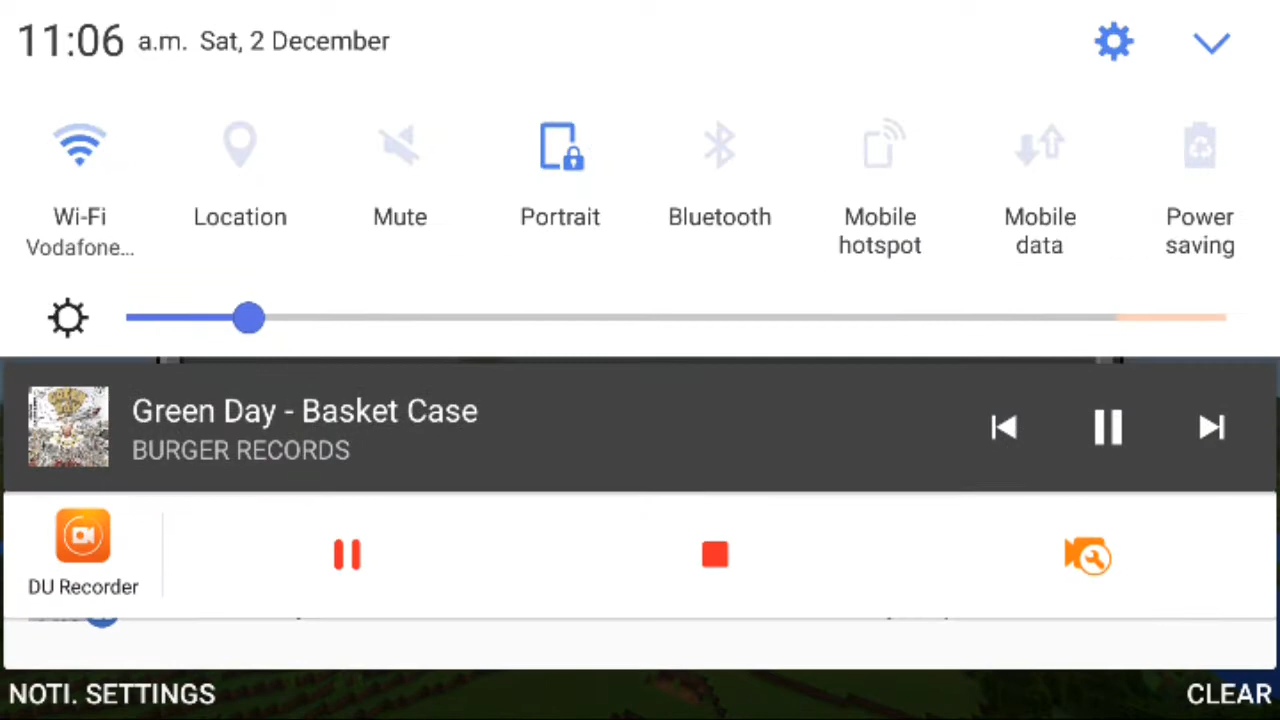 11:06 a.m. Sat, 2 December
Wi-Fi
Vodafone...
Location
Mute
Portrait
Bluetooth
Mobile
hotspot
Mobile
data
Power
saving
Green Day - Basket Case
BURGER RECORDS
DU Recorder
NOTI. SETTINGS
CLEAR